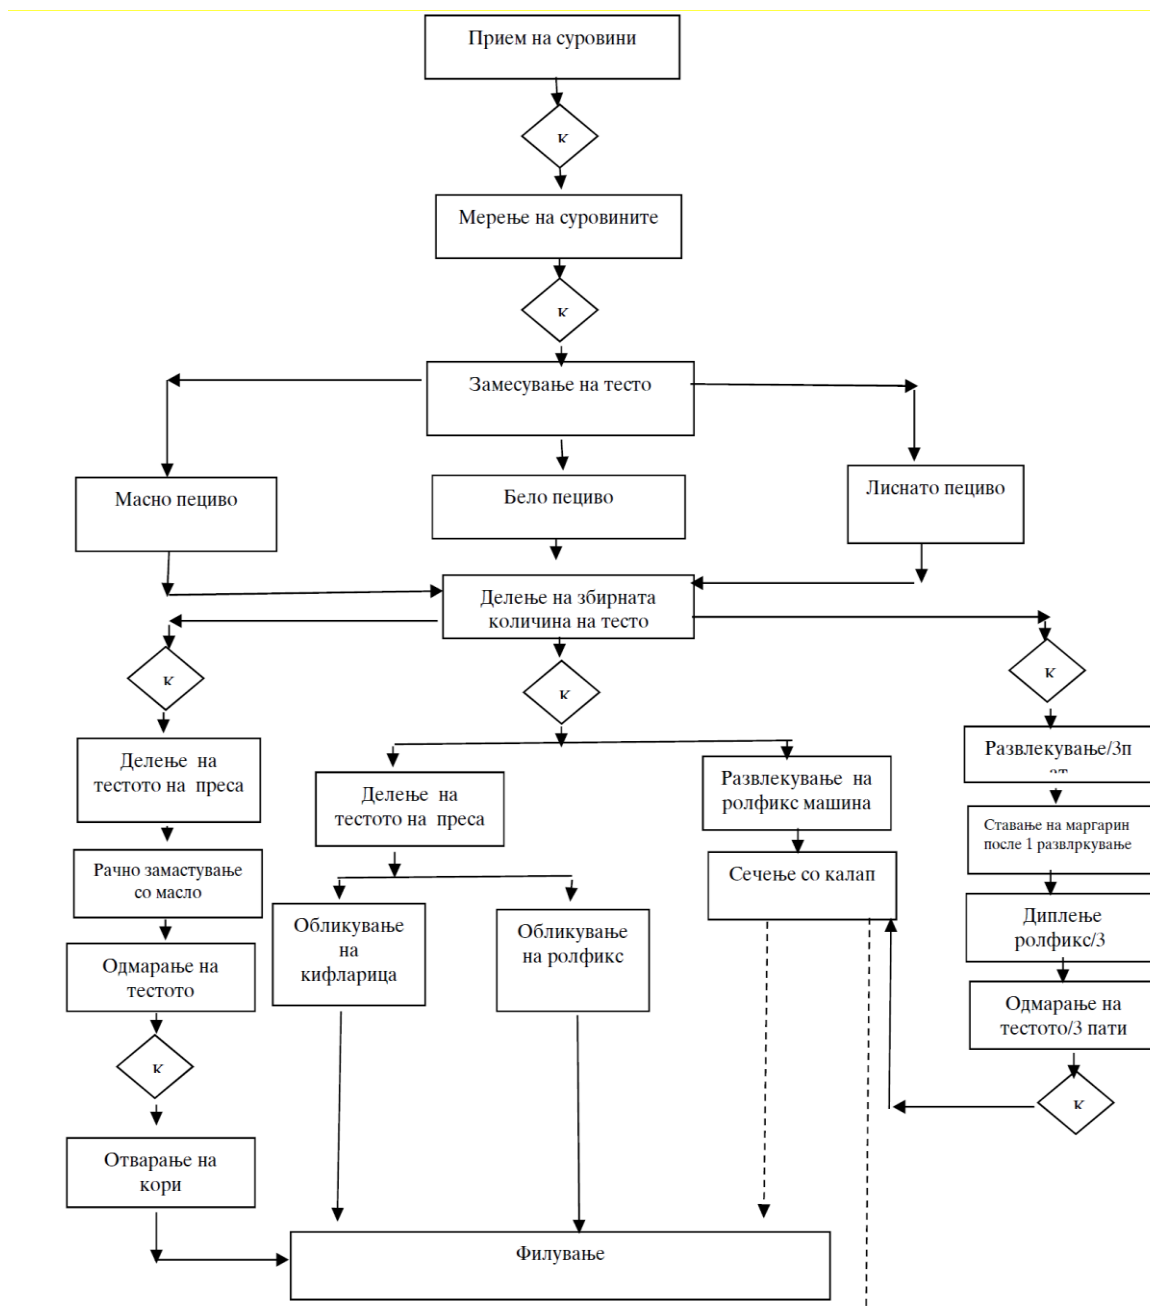 Прием на суровини
к
Мерење на суровините
к
Замесување на тесто
Масно пециво
Бело пециво
Лиснато пециво
Делење на збирната
количина на тесто
к
к
к
Делење на
тестото на преса
Делење на
тестото на преса
Развлекување на
ролфикс машина
Развлекување/3п
ат
Рачно замастување
со масло
Сечење со калап
Ставање на маргарин
после 1 развлркување
Одмарање на
тестото
Обликување
на
кифларица
Обликување
на ролфикс
Диплење
ролфикс/3
Одмарање на
тестото/3 пати
к
к
Отварање на
кори
Филување